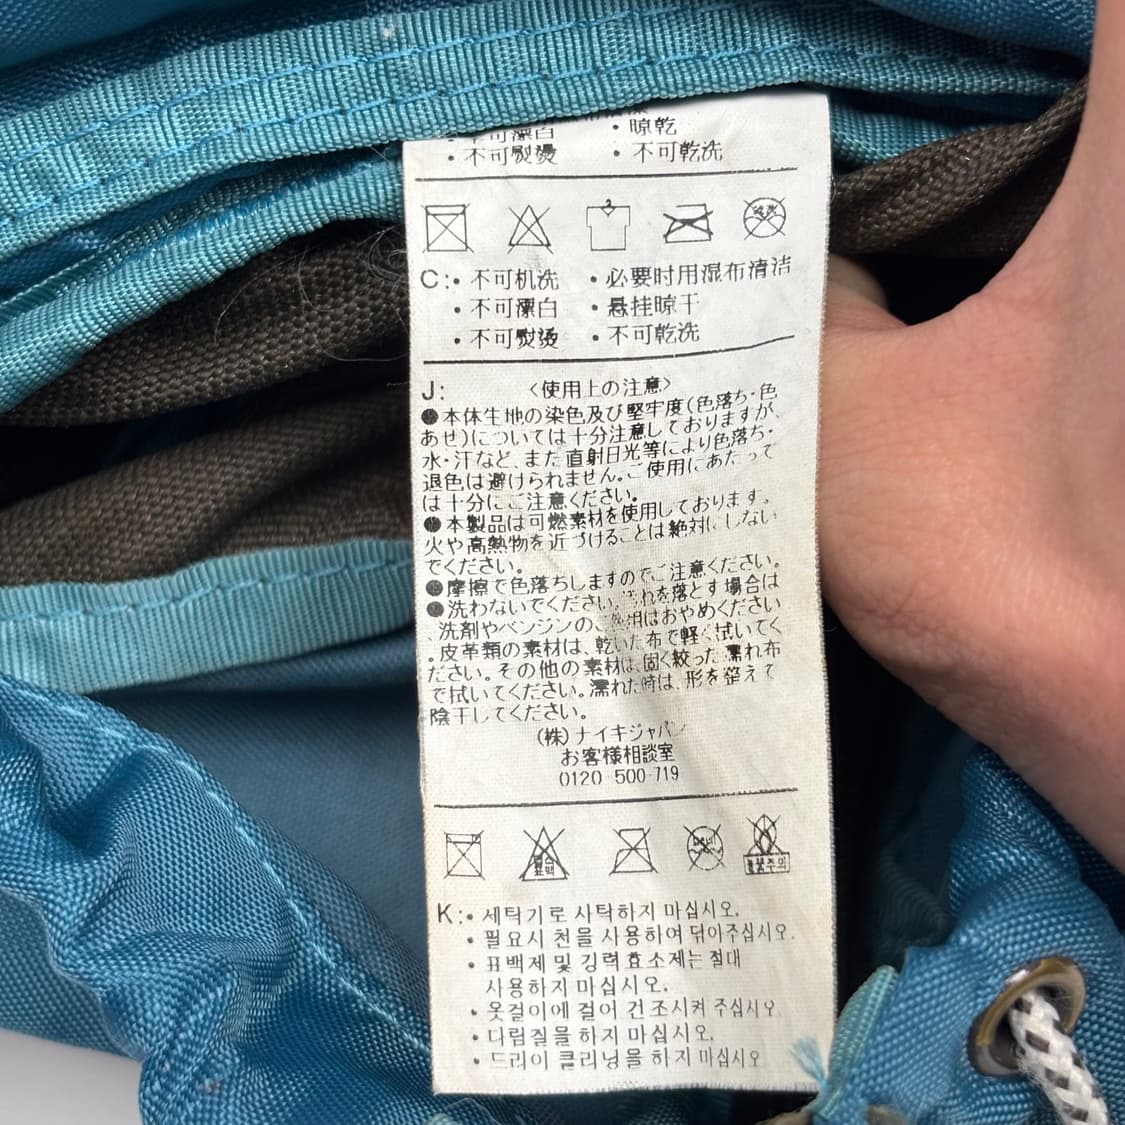 ・不可漂白 ・晾乾
・不可熨燙 ・不可乾洗
C:・不可机洗 ・必要时用湿布清洁
・不可漂白 ・悬挂晾干
・不可熨烫 ・不可乾洗
J: 〈使用上の注意〉
●本体生地の染色及び堅牢度(色落ち・色
あせ)については十分注意しておりますが、
水・汗など、また直射日光等により色落ち・
退色は避けられません。ご使用にあたって
は十分にご注意ください。
●本製品は可燃素材を使用しております。
火や高熱物を近づけることは絶対にしない
でください。
●摩擦で色落ちしますのでご注意ください。
●洗わないでください。汚れを落とす場合は
、洗剤やベンジンのご使用はおやめください
。皮革類の素材は、乾いた布で軽く拭いてく
ださい。その他の素材は、固く絞った濡れ布
で拭いてください。濡れた時は、形を整えて
陰干してください。
(株)ナイキジャパン
お客様相談室
0120 500-719
염소
표백
K:・세탁기로 사탁하지 마십시오.
・필요시 천을 사용하여 닦아주십시오.
・표백제 및 강력효소제는 절대
사용하지 마십시오.
・옷걸이에 걸어 건조시켜 주십시오.
・다림질을 하지 마십시오.
・드라이 클리닝을 하지 마십시오